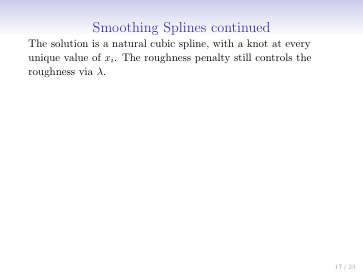 Smoothing Splines continued
The solution is a natural cubic spline, with a knot at every
unique value of xᵢ. The roughness penalty still controls the
roughness via λ.
17 / 23